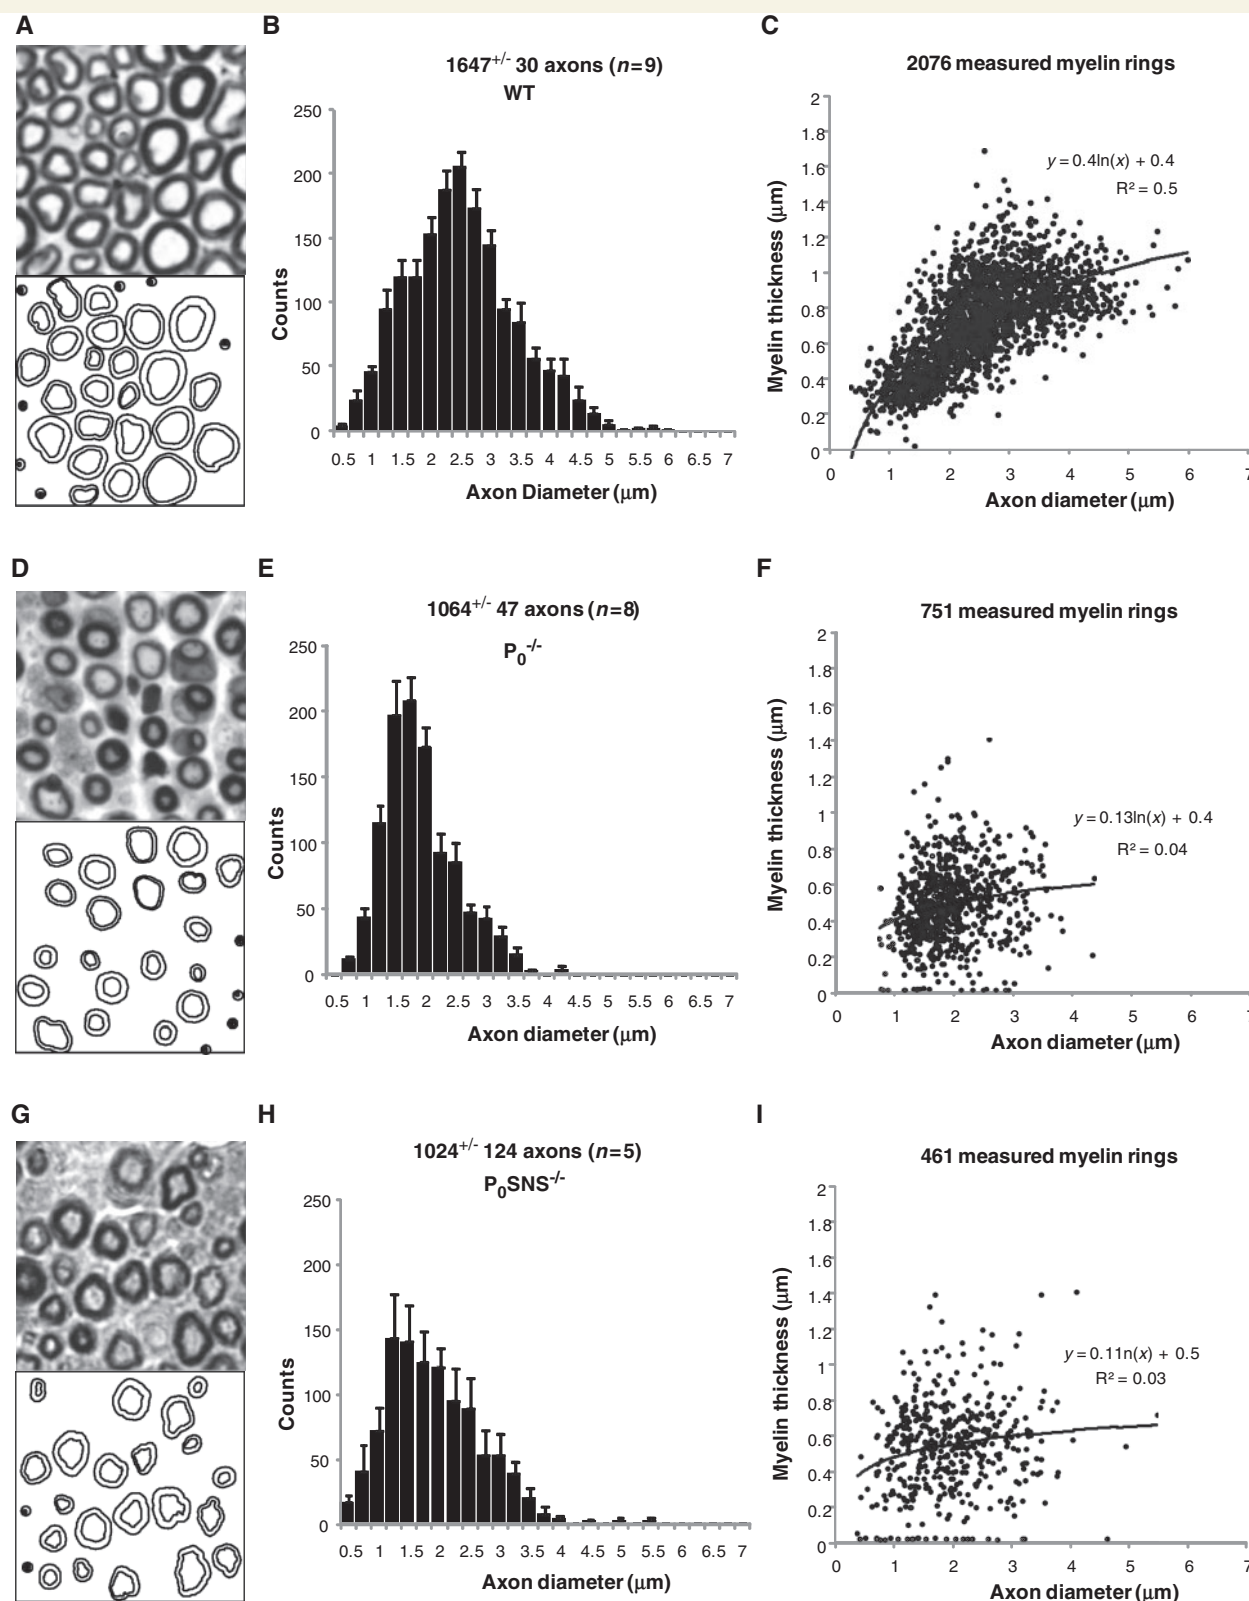 A
B
1647+/- 30 axons (n=9)
WT
250
200
150
100
50
0
Counts
0.5 1 1.5 2 2.5 3 3.5 4 4.5 5 5.5 6 6.5 7
Axon Diameter (μm)
C
2076 measured myelin rings
2
1.8
1.6
1.4
1.2
1
0.8
0.6
0.4
0.2
0
Myelin thickness (μm)
y = 0.4ln(x) + 0.4
R² = 0.5
0 1 2 3 4 5 6 7
Axon diameter (μm)
D
E
1064+/- 47 axons (n=8)
P0-/-
250
200
150
100
50
0
Counts
0.5 1 1.5 2 2.5 3 3.5 4 4.5 5 5.5 6 6.5 7
Axon diameter (μm)
F
751 measured myelin rings
2
1.8
1.6
1.4
1.2
1
0.8
0.6
0.4
0.2
0
Myelin thickness (μm)
y = 0.13ln(x) + 0.4
R² = 0.04
0 1 2 3 4 5 6 7
Axon diameter (μm)
G
H
1024+/- 124 axons (n=5)
P0SNS-/-
250
200
150
100
50
0
Counts
0.5 1 1.5 2 2.5 3 3.5 4 4.5 5 5.5 6 6.5 7
Axon diameter (μm)
I
461 measured myelin rings
2
1.8
1.6
1.4
1.2
1
0.8
0.6
0.4
0.2
0
Myelin thickness (μm)
y = 0.11n(x) + 0.5
R² = 0.03
0 1 2 3 4 5 6 7
Axon diameter (μm)